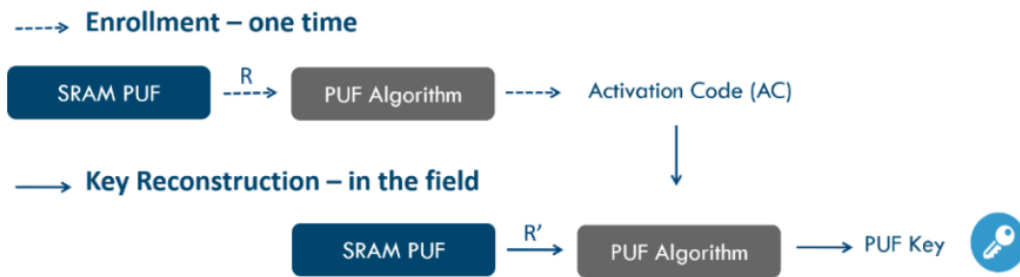 Enrollment – one time
R
SRAM PUF
PUF Algorithm
Activation Code (AC)
Key Reconstruction – in the field
R’
SRAM PUF
PUF Algorithm
PUF Key